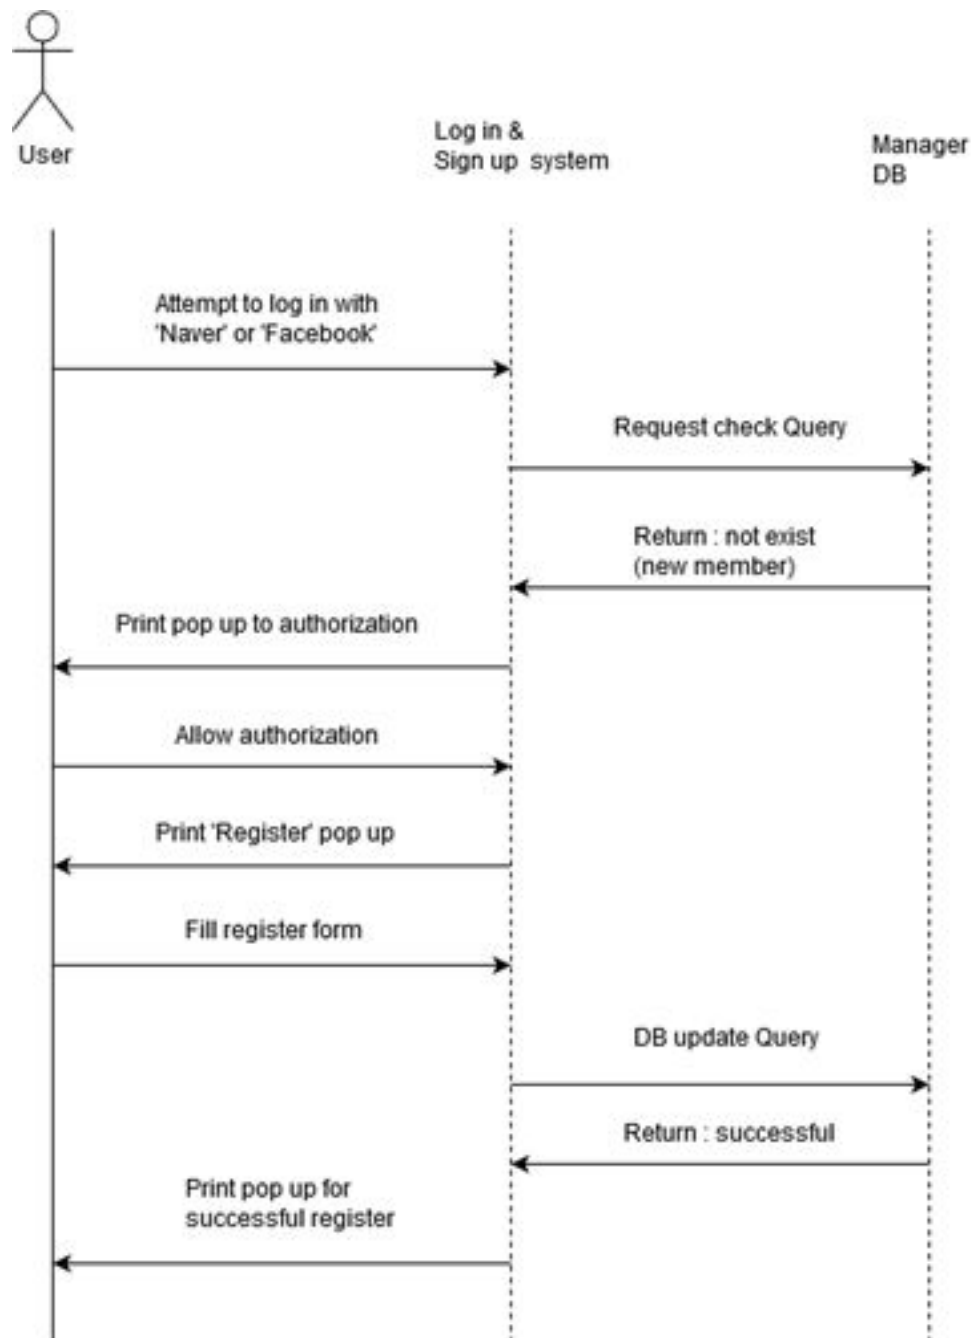 User
Log in &
Sign up system
Manager
DB
Attempt to log in with
'Naver' or 'Facebook'
Request check Query
Return : not exist
(new member)
Print pop up to authorization
Allow authorization
Print 'Register' pop up
Fill register form
DB update Query
Return : successful
Print pop up for
successful register